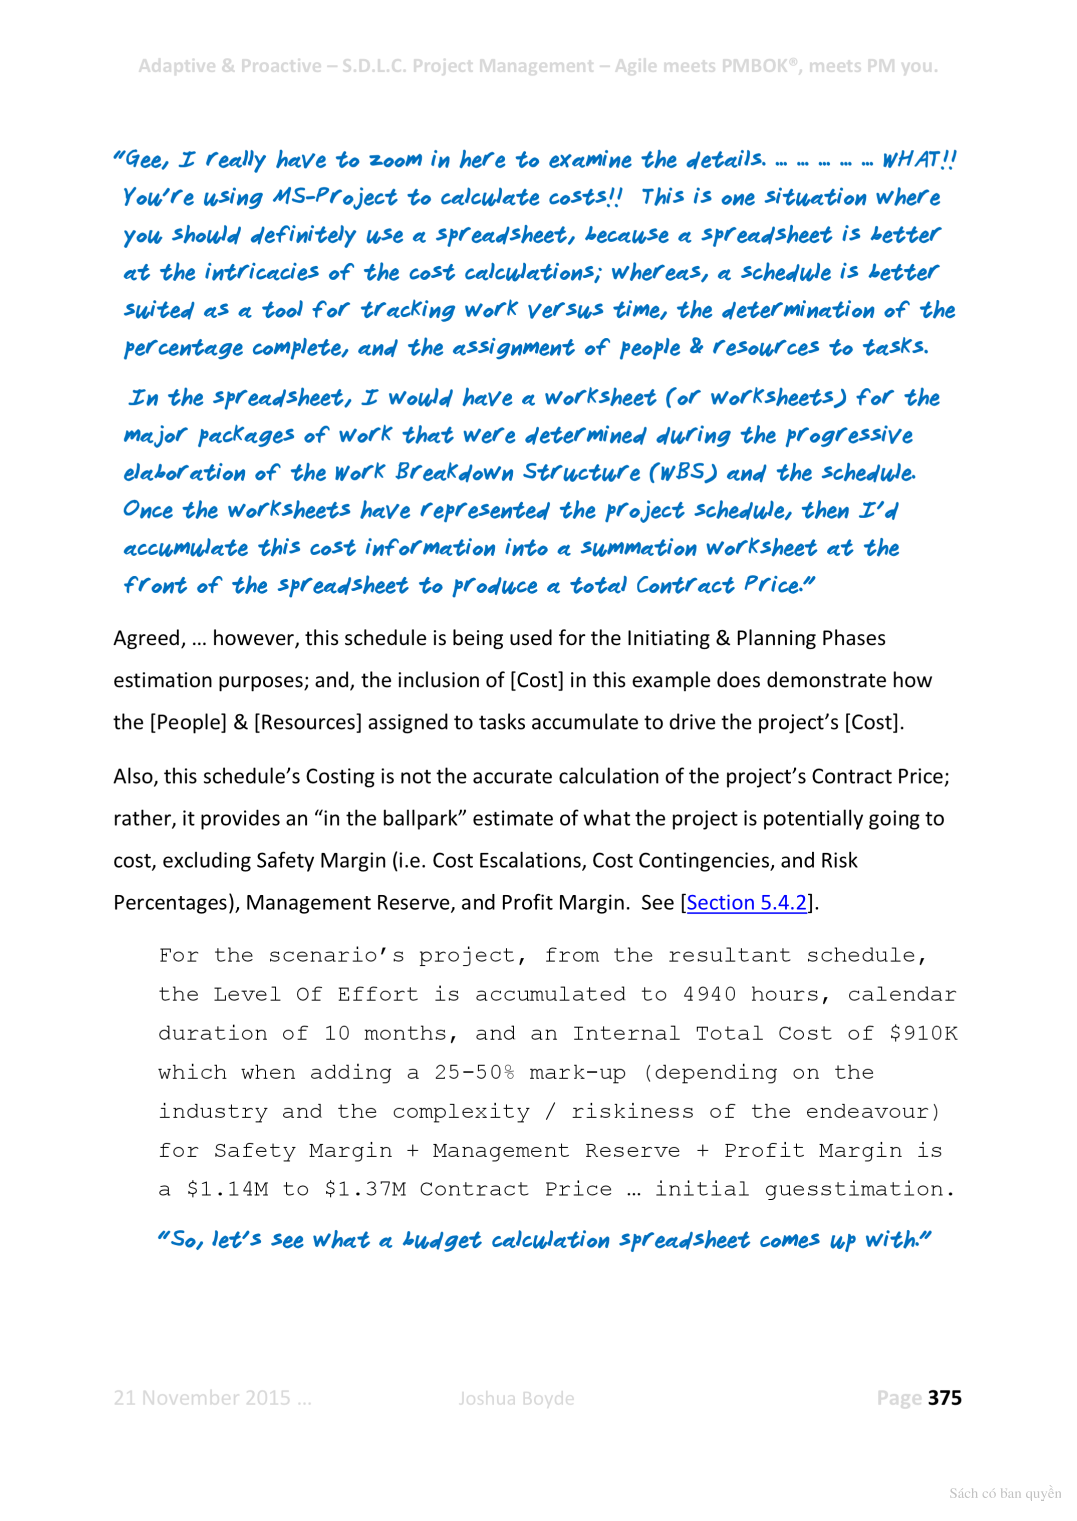 Adaptive & Proactive – S.D.L.C. Project Management – Agile meets PMBOK®, meets PM you.
"Gee, I really have to zoom in here to examine the details. … … … … … WHAT!!
You're using MS-Project to calculate costs!! This is one situation where
you should definitely use a spreadsheet, because a spreadsheet is better
at the intricacies of the cost calculations; whereas, a schedule is better
suited as a tool for tracking work versus time, the determination of the
percentage complete, and the assignment of people & resources to tasks.
In the spreadsheet, I would have a worksheet (or worksheets) for the
major packages of work that were determined during the progressive
elaboration of the Work Breakdown Structure (WBS) and the schedule.
Once the worksheets have represented the project schedule, then I'd
accumulate this cost information into a summation worksheet at the
front of the spreadsheet to produce a total Contract Price."
Agreed, … however, this schedule is being used for the Initiating & Planning Phases
estimation purposes; and, the inclusion of [Cost] in this example does demonstrate how
the [People] & [Resources] assigned to tasks accumulate to drive the project’s [Cost].
Also, this schedule’s Costing is not the accurate calculation of the project’s Contract Price;
rather, it provides an “in the ballpark” estimate of what the project is potentially going to
cost, excluding Safety Margin (i.e. Cost Escalations, Cost Contingencies, and Risk
Percentages), Management Reserve, and Profit Margin. See [Section 5.4.2].
For the scenario’s project, from the resultant schedule,
the Level Of Effort is accumulated to 4940 hours, calendar
duration of 10 months, and an Internal Total Cost of $910K
which when adding a 25-50% mark-up (depending on the
industry and the complexity / riskiness of the endeavour)
for Safety Margin + Management Reserve + Profit Margin is
a $1.14M to $1.37M Contract Price … initial guesstimation.
"So, let's see what a budget calculation spreadsheet comes up with."
21 November 2015 … Joshua Boyde Page 375
Sách có bản quyền